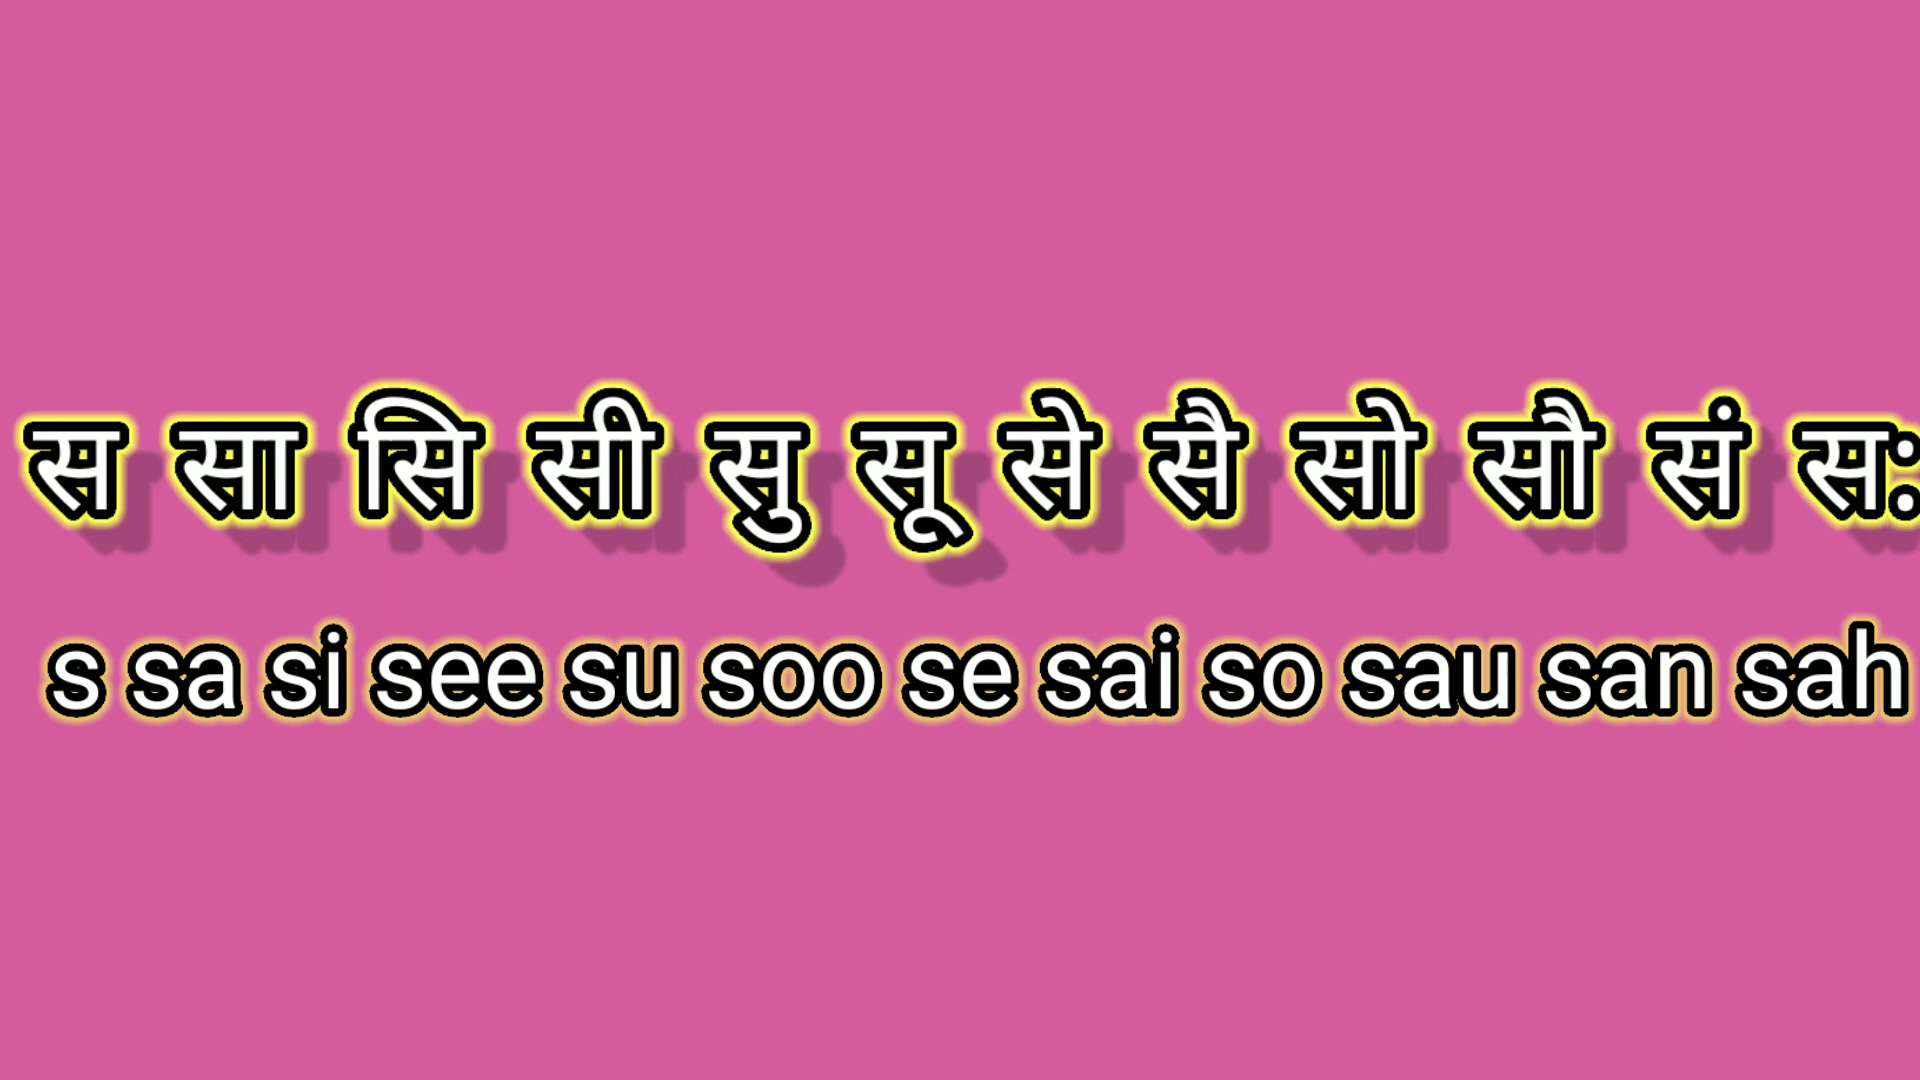 स सा सि सी सु सू से सै सो सौ सं स:
s sa si see su soo se sai so sau san sah